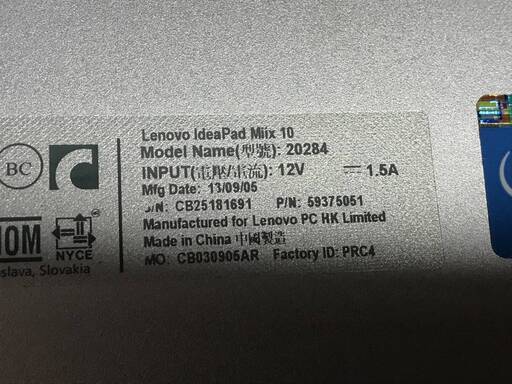 Lenovo IdeaPad Miix 10
Model Name(型號): 20284
INPUT(電壓/電流): 12V ⎓ 1.5A
Mfg Date: 13/09/05
S/N: CB25181691 P/N: 59375051
Manufactured for Lenovo PC HK Limited
Made in China 中國製造
MO: CB030905AR Factory ID: PRC4
BC
NOM
NYCE
Slovakia